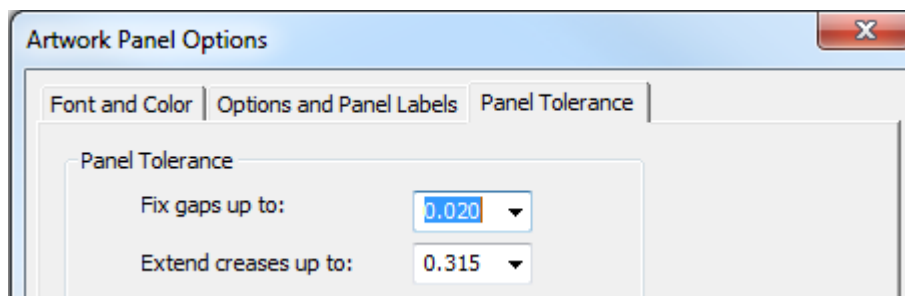 Artwork Panel Options
Font and Color Options and Panel Labels Panel Tolerance
Panel Tolerance
Fix gaps up to: 0.020
Extend creases up to: 0.315